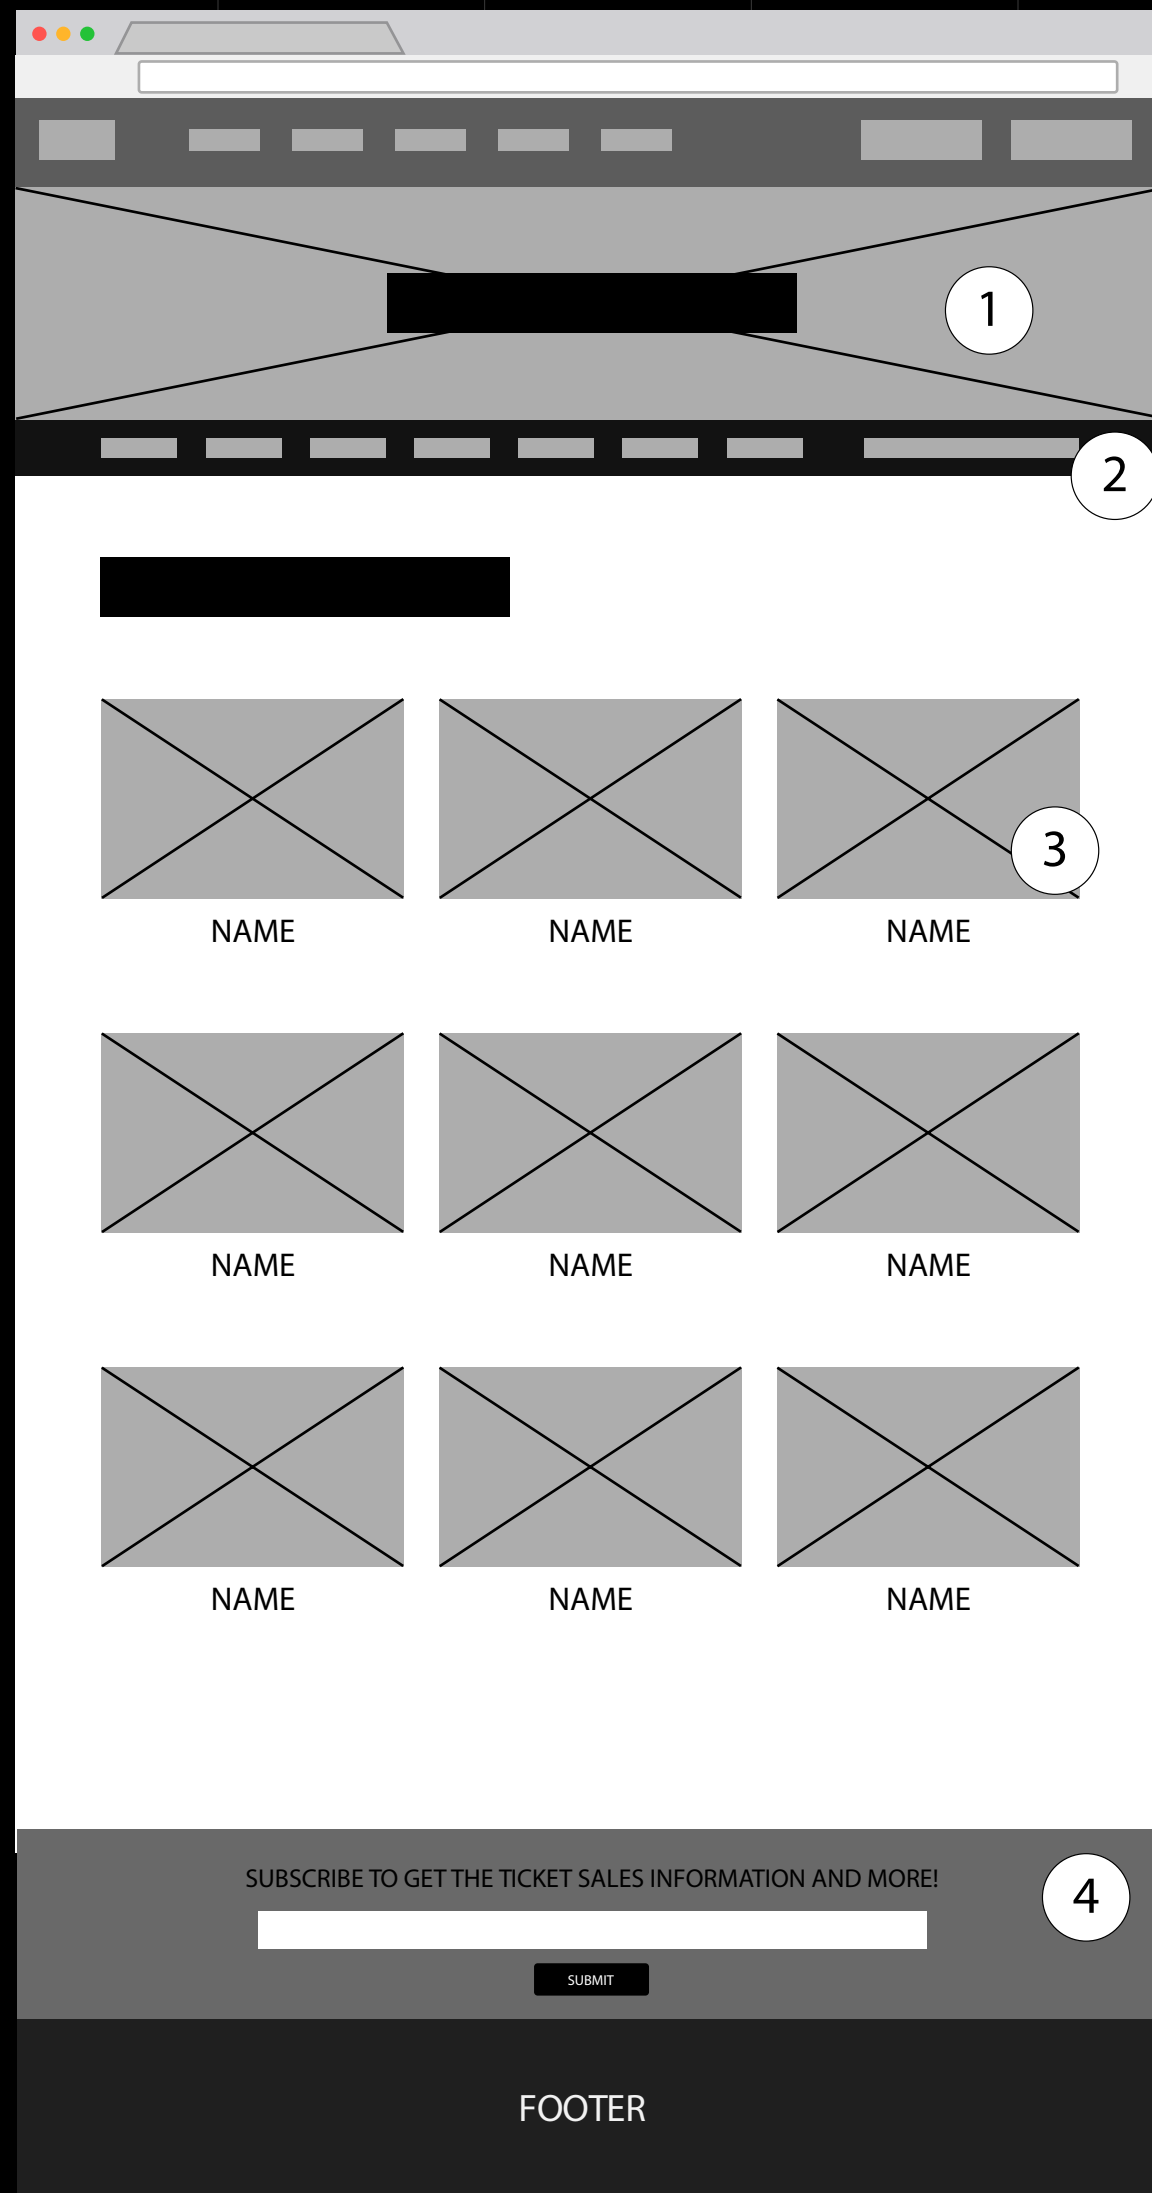 1
2
3
NAME NAME NAME
NAME NAME NAME
NAME NAME NAME
SUBSCRIBE TO GET THE TICKET SALES INFORMATION AND MORE!
4
SUBMIT
FOOTER